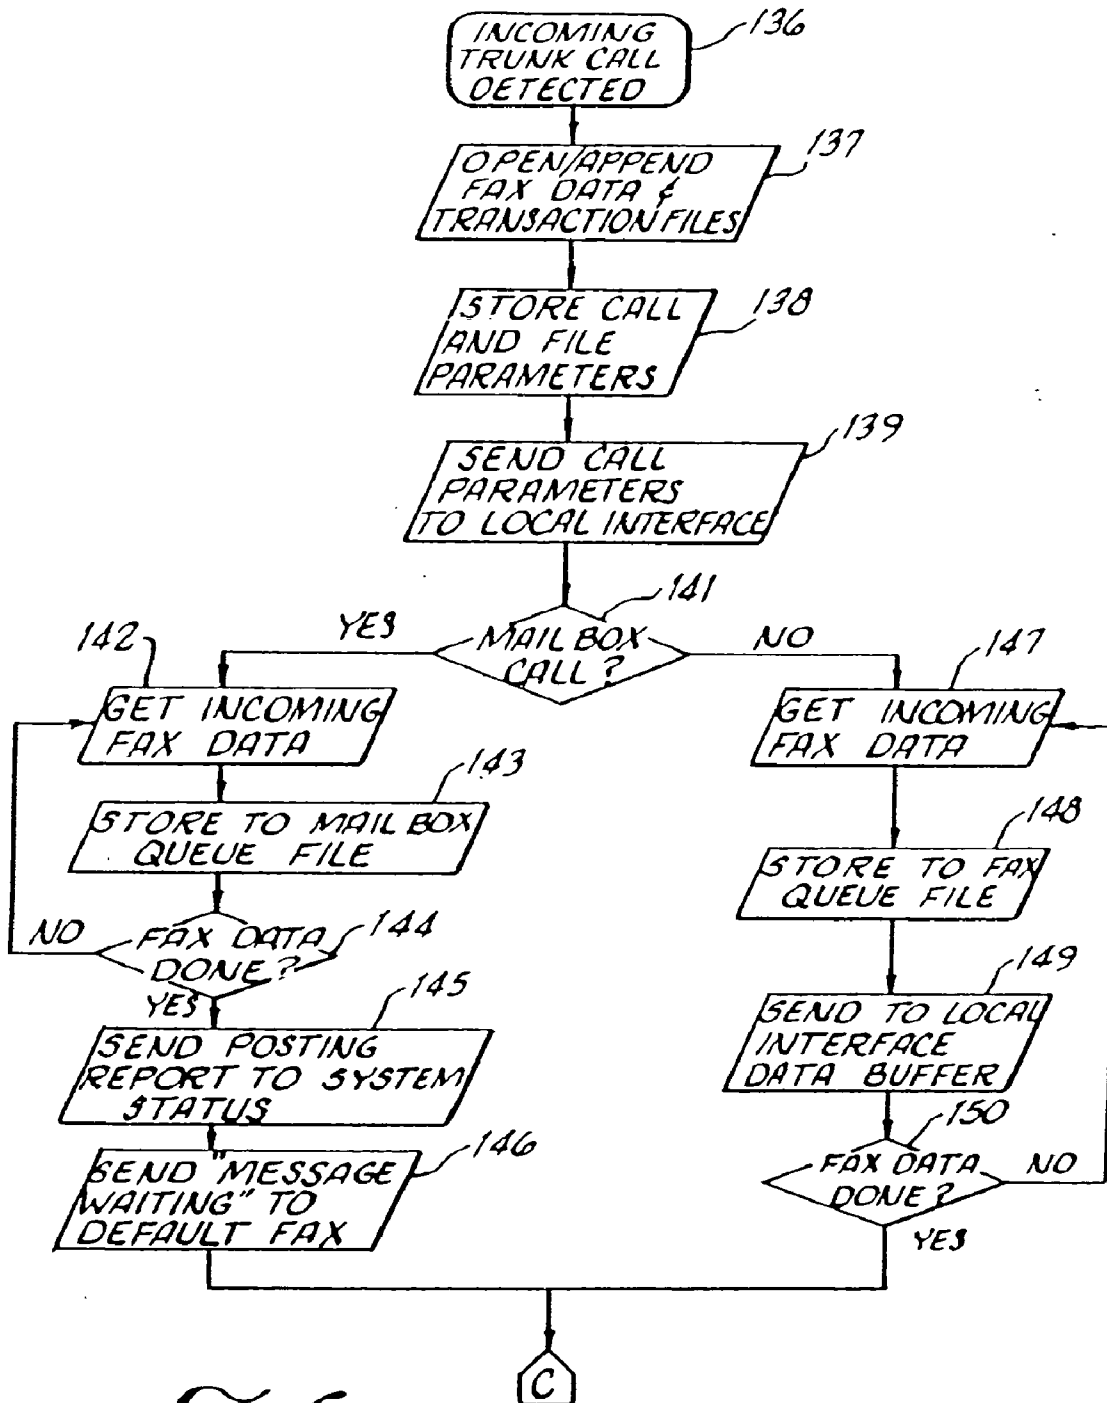 INCOMING
TRUNK CALL
DETECTED
136
OPEN/APPEND
FAX DATA &
TRANSACTION FILES
137
STORE CALL
AND FILE
PARAMETERS
138
SEND CALL
PARAMETERS
TO LOCAL INTERFACE
139
MAIL BOX
CALL?
141
YES
NO
142
GET INCOMING
FAX DATA
143
STORE TO MAIL BOX
QUEUE FILE
FAX DATA
DONE?
144
NO
YES
145
SEND POSTING
REPORT TO SYSTEM
STATUS
146
SEND "MESSAGE
WAITING" TO
DEFAULT FAX
147
GET INCOMING
FAX DATA
148
STORE TO FAX
QUEUE FILE
149
SEND TO LOCAL
INTERFACE
DATA BUFFER
150
FAX DATA
DONE?
NO
YES
C